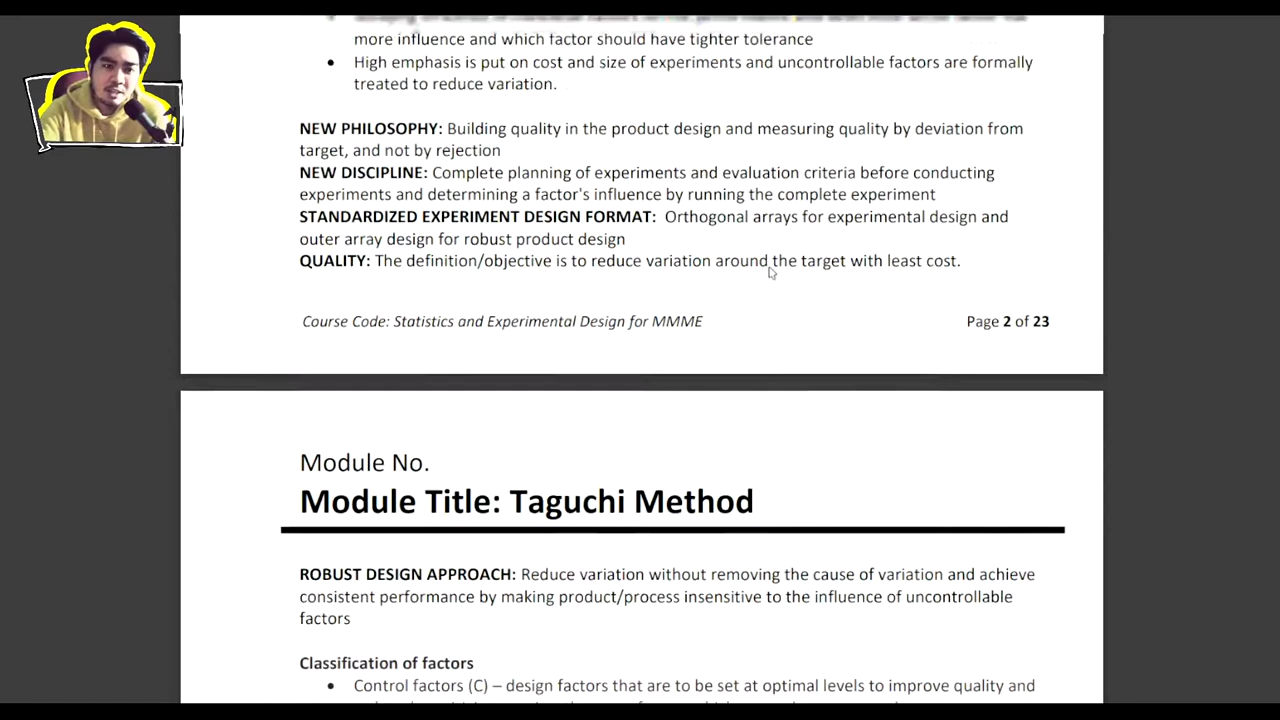 more influence and which factor should have tighter tolerance
• High emphasis is put on cost and size of experiments and uncontrollable factors are formally
treated to reduce variation.
NEW PHILOSOPHY: Building quality in the product design and measuring quality by deviation from
target, and not by rejection
NEW DISCIPLINE: Complete planning of experiments and evaluation criteria before conducting
experiments and determining a factor's influence by running the complete experiment
STANDARDIZED EXPERIMENT DESIGN FORMAT: Orthogonal arrays for experimental design and
outer array design for robust product design
QUALITY: The definition/objective is to reduce variation around the target with least cost.
Course Code: Statistics and Experimental Design for MMME Page 2 of 23
Module No.
Module Title: Taguchi Method
ROBUST DESIGN APPROACH: Reduce variation without removing the cause of variation and achieve
consistent performance by making product/process insensitive to the influence of uncontrollable
factors
Classification of factors
• Control factors (C) – design factors that are to be set at optimal levels to improve quality and